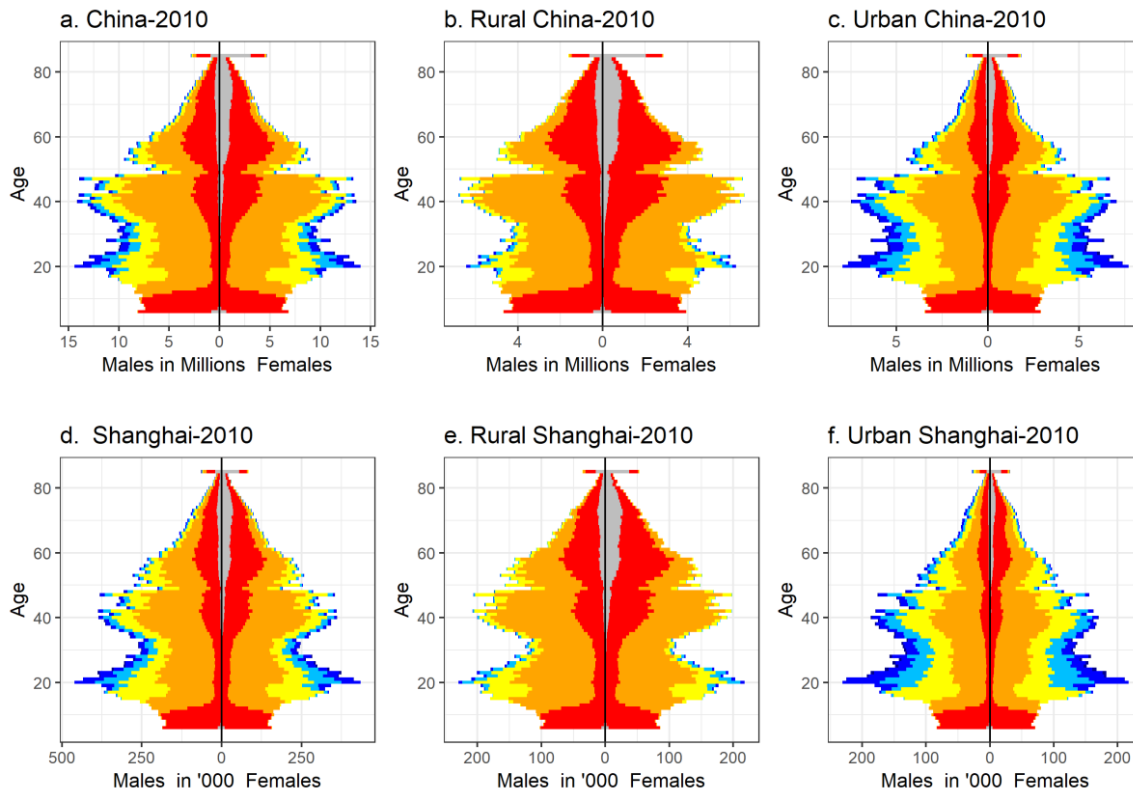 a. China-2010
b. Rural China-2010
c. Urban China-2010
Age
80
60
40
20
15 10 5 0 5 10 15
Males in Millions Females
Age
80
60
40
20
4 0 4
Males in Millions Females
Age
80
60
40
20
5 0 5
Males in Millions Females
d. Shanghai-2010
e. Rural Shanghai-2010
f. Urban Shanghai-2010
Age
80
60
40
20
500 250 0 250
Males in '000 Females
Age
80
60
40
20
200 100 0 100 200
Males in '000 Females
Age
80
60
40
20
200 100 0 100 200
Males in '000 Females